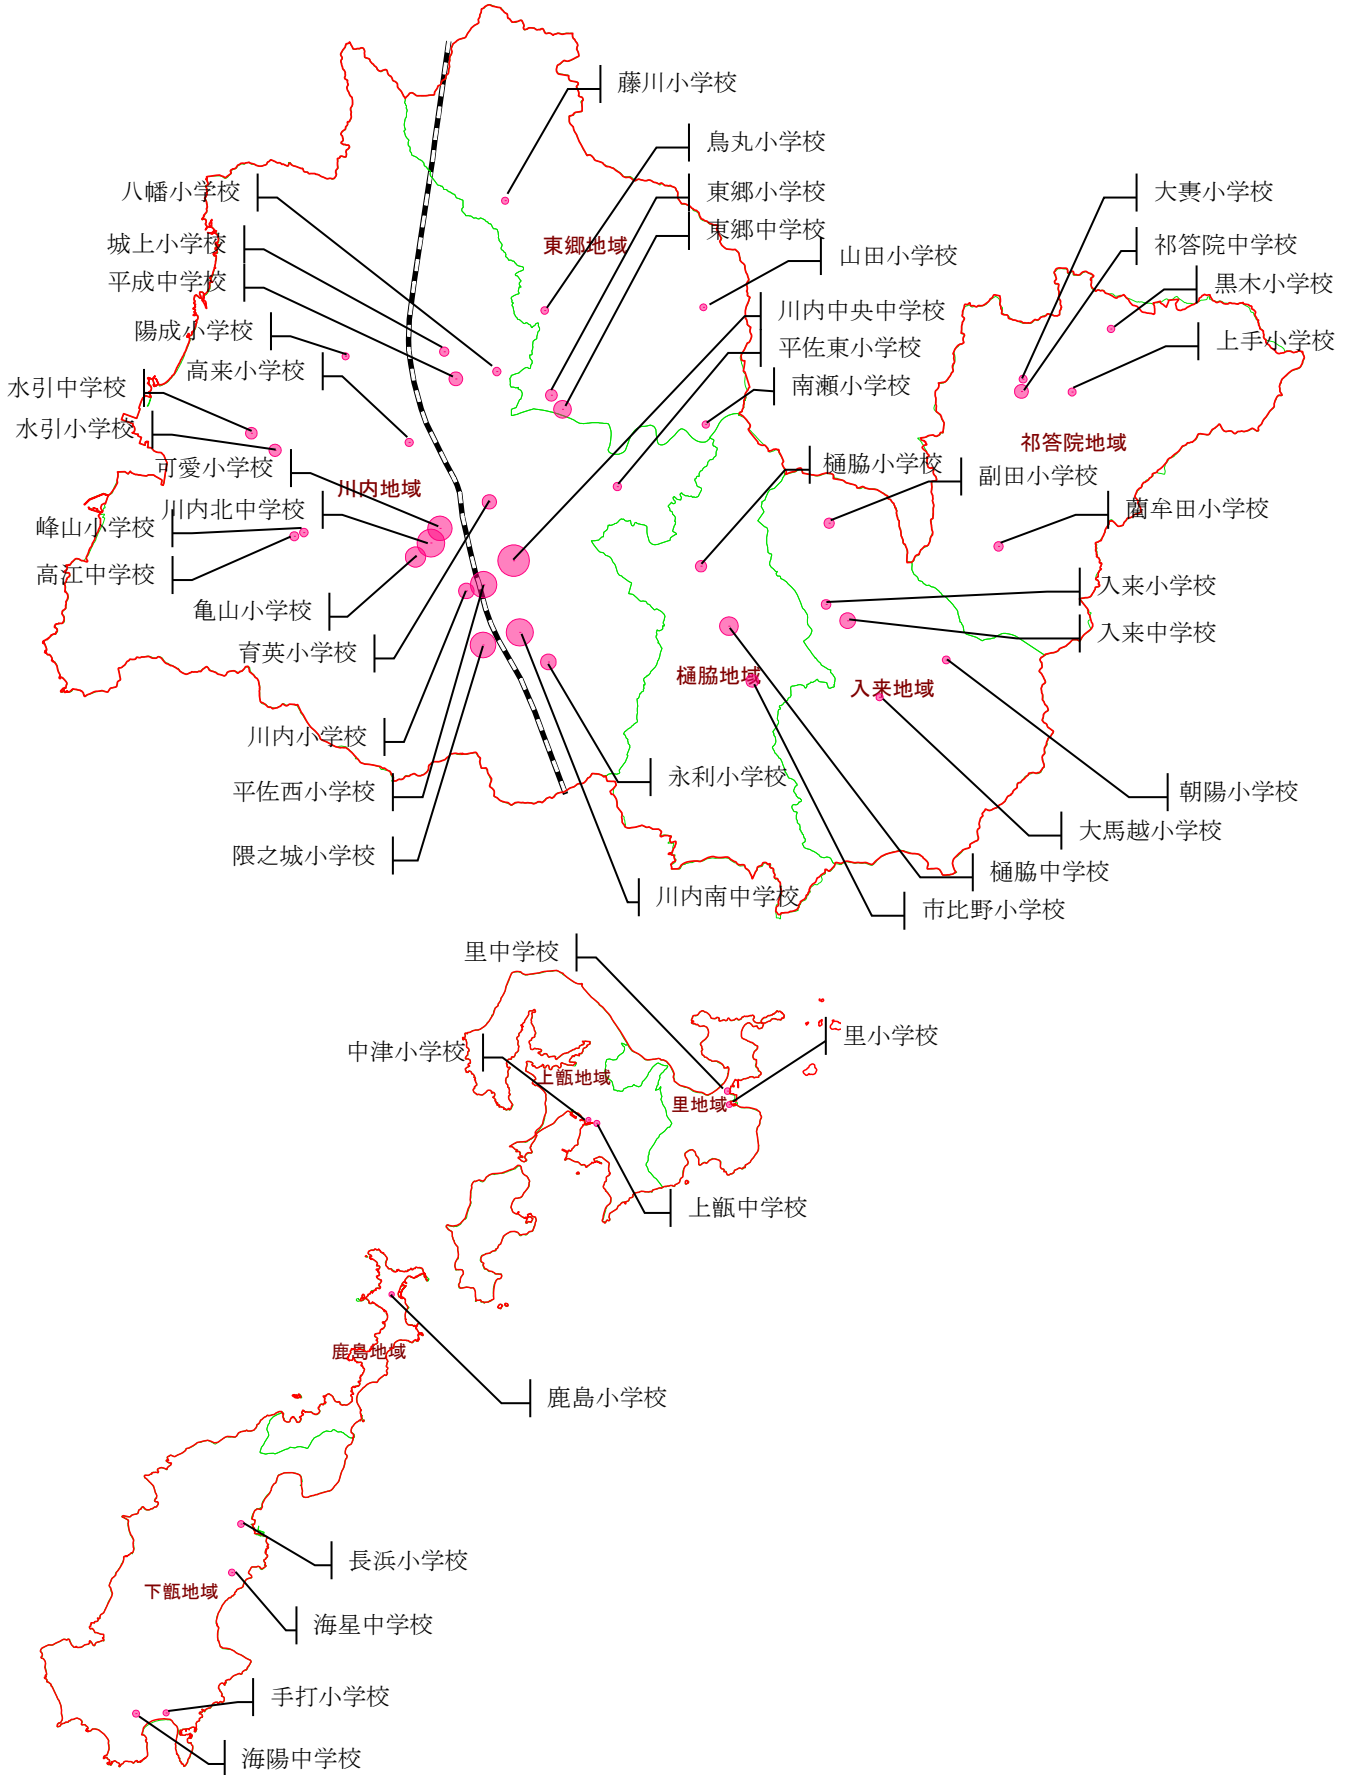 藤川小学校
鳥丸小学校
八幡小学校
東郷小学校
大軣小学校
城上小学校
東郷地域
東郷中学校
祁答院中学校
山田小学校
平成中学校
黒木小学校
川内中央中学校
陽成小学校
平佐東小学校
上手小学校
高来小学校
水引中学校
南瀬小学校
水引小学校
祁答院地域
可愛小学校
樋脇小学校
副田小学校
川内地域
川内北中学校
藺牟田小学校
峰山小学校
高江中学校
入来小学校
亀山小学校
入来中学校
育英小学校
樋脇地域
入来地域
川内小学校
永利小学校
平佐西小学校
朝陽小学校
大馬越小学校
隈之城小学校
樋脇中学校
川内南中学校
市比野小学校
里中学校
里小学校
中津小学校
上甑地域
里地域
上甑中学校
鹿島地域
鹿島小学校
長浜小学校
下甑地域
海星中学校
手打小学校
海陽中学校